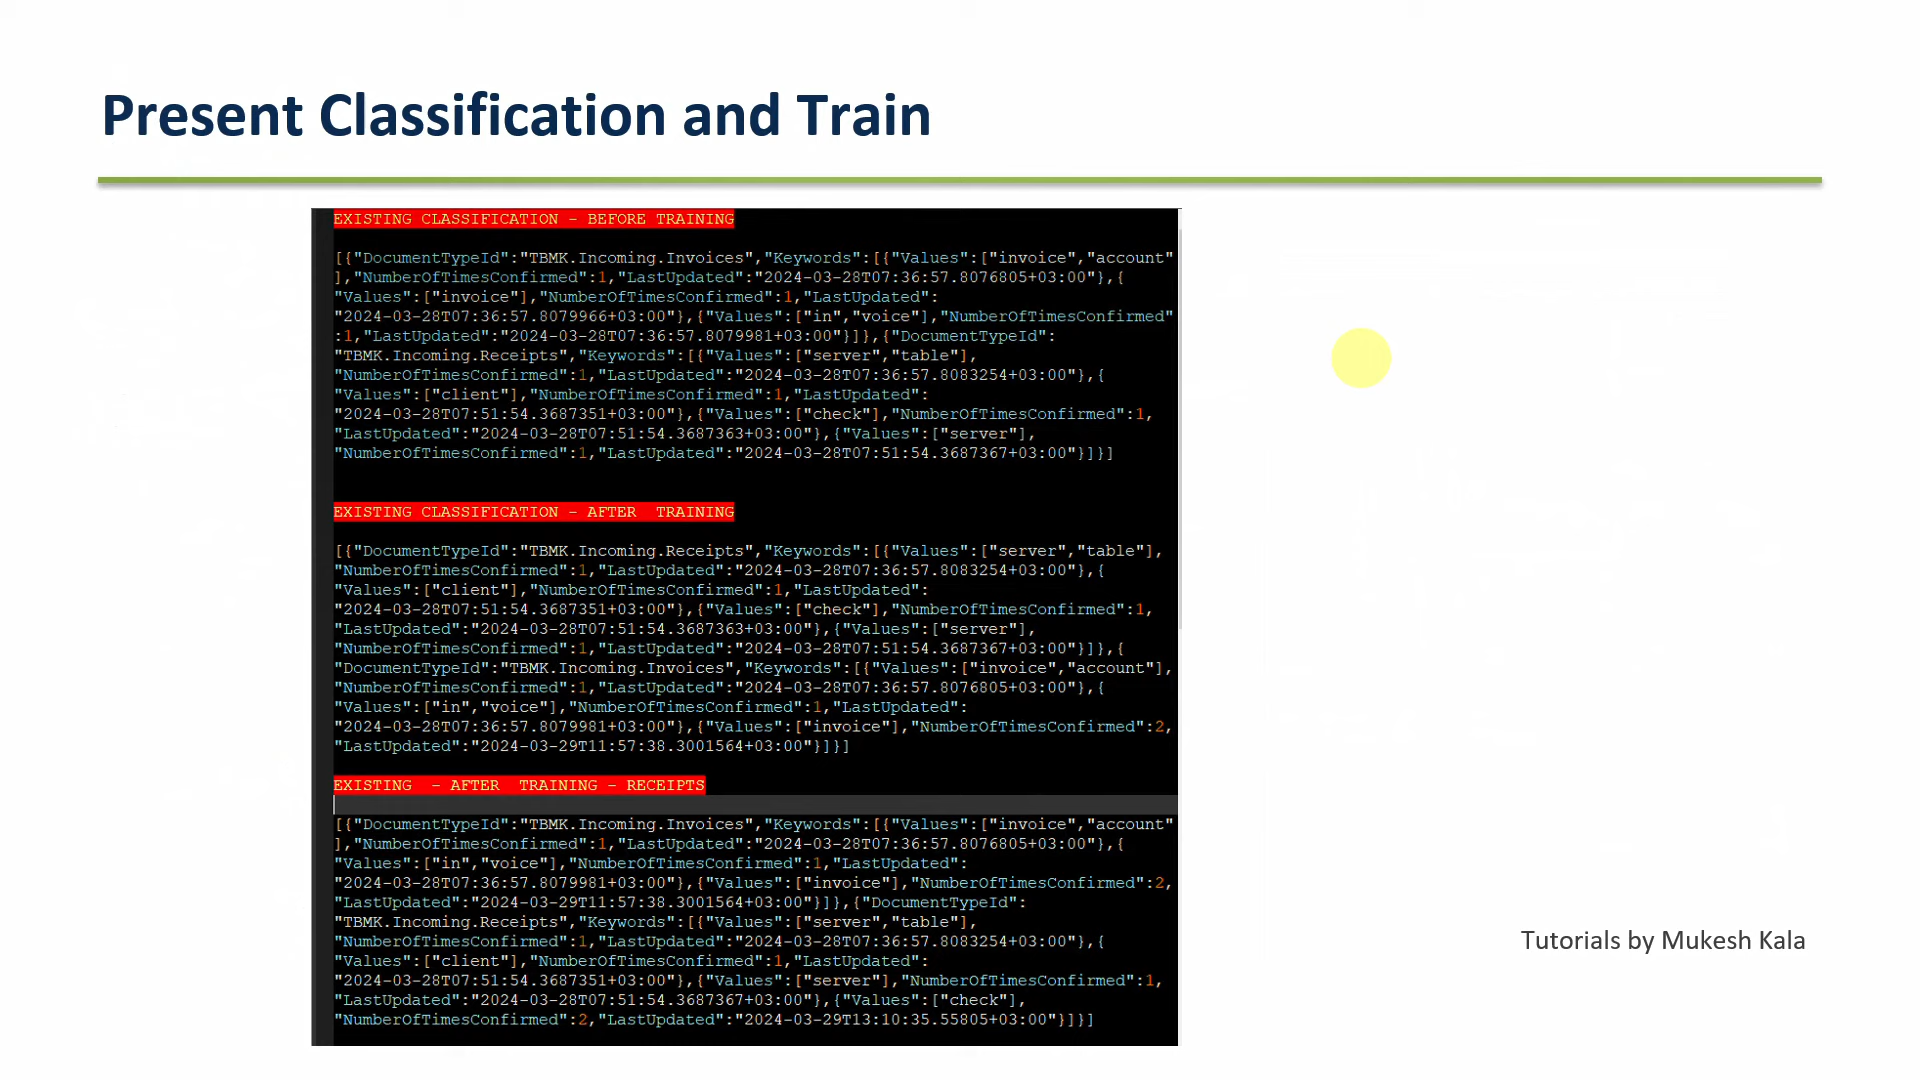 Present Classification and Train
EXISTING CLASSIFICATION - BEFORE TRAINING
[{"DocumentTypeId":"TBMK.Incoming.Invoices","Keywords":[{"Values":["invoice","account"
],"NumberOfTimesConfirmed":1,"LastUpdated":"2024-03-28T07:36:57.8076805+03:00"},{
"Values":["invoice"],"NumberOfTimesConfirmed":1,"LastUpdated":
"2024-03-28T07:36:57.8079966+03:00"},{"Values":["in","voice"],"NumberOfTimesConfirmed"
:1,"LastUpdated":"2024-03-28T07:36:57.8079981+03:00"}]},{"DocumentTypeId":
"TBMK.Incoming.Receipts","Keywords":[{"Values":["server","table"],
"NumberOfTimesConfirmed":1,"LastUpdated":"2024-03-28T07:36:57.8083254+03:00"},{
"Values":["client"],"NumberOfTimesConfirmed":1,"LastUpdated":
"2024-03-28T07:51:54.3687351+03:00"},{"Values":["check"],"NumberOfTimesConfirmed":1,
"LastUpdated":"2024-03-28T07:51:54.3687363+03:00"},{"Values":["server"],
"NumberOfTimesConfirmed":1,"LastUpdated":"2024-03-28T07:51:54.3687367+03:00"}]}]
EXISTING CLASSIFICATION - AFTER  TRAINING
[{"DocumentTypeId":"TBMK.Incoming.Receipts","Keywords":[{"Values":["server","table"],
"NumberOfTimesConfirmed":1,"LastUpdated":"2024-03-28T07:36:57.8083254+03:00"},{
"Values":["client"],"NumberOfTimesConfirmed":1,"LastUpdated":
"2024-03-28T07:51:54.3687351+03:00"},{"Values":["check"],"NumberOfTimesConfirmed":1,
"LastUpdated":"2024-03-28T07:51:54.3687363+03:00"},{"Values":["server"],
"NumberOfTimesConfirmed":1,"LastUpdated":"2024-03-28T07:51:54.3687367+03:00"}]},{
"DocumentTypeId":"TBMK.Incoming.Invoices","Keywords":[{"Values":["invoice","account"],
"NumberOfTimesConfirmed":1,"LastUpdated":"2024-03-28T07:36:57.8076805+03:00"},{
"Values":["in","voice"],"NumberOfTimesConfirmed":1,"LastUpdated":
"2024-03-28T07:36:57.8079981+03:00"},{"Values":["invoice"],"NumberOfTimesConfirmed":2,
"LastUpdated":"2024-03-29T11:57:38.3001564+03:00"}]}]
EXISTING  - AFTER  TRAINING - RECEIPTS
[{"DocumentTypeId":"TBMK.Incoming.Invoices","Keywords":[{"Values":["invoice","account"
],"NumberOfTimesConfirmed":1,"LastUpdated":"2024-03-28T07:36:57.8076805+03:00"},{
"Values":["in","voice"],"NumberOfTimesConfirmed":1,"LastUpdated":
"2024-03-28T07:36:57.8079981+03:00"},{"Values":["invoice"],"NumberOfTimesConfirmed":2,
"LastUpdated":"2024-03-29T11:57:38.3001564+03:00"}]},{"DocumentTypeId":
"TBMK.Incoming.Receipts","Keywords":[{"Values":["server","table"],
"NumberOfTimesConfirmed":1,"LastUpdated":"2024-03-28T07:36:57.8083254+03:00"},{
"Values":["client"],"NumberOfTimesConfirmed":1,"LastUpdated":
"2024-03-28T07:51:54.3687351+03:00"},{"Values":["server"],"NumberOfTimesConfirmed":1,
"LastUpdated":"2024-03-28T07:51:54.3687367+03:00"},{"Values":["check"],
"NumberOfTimesConfirmed":2,"LastUpdated":"2024-03-29T13:10:35.55805+03:00"}]}]
Tutorials by Mukesh Kala